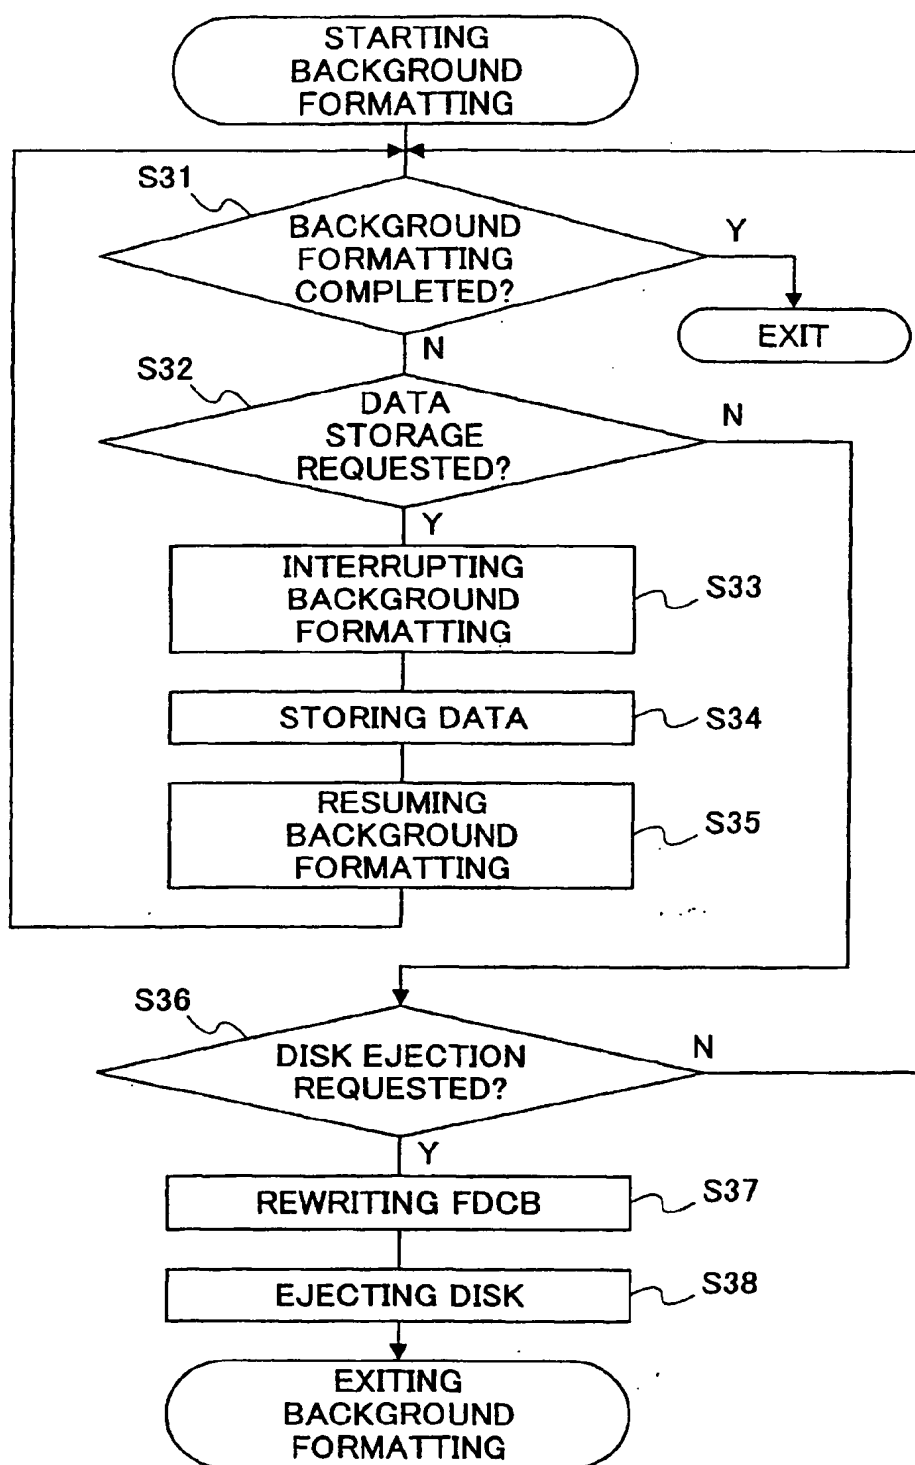 STARTING
BACKGROUND
FORMATTING
S31
BACKGROUND
FORMATTING
COMPLETED?
Y
EXIT
N
S32
DATA
STORAGE
REQUESTED?
N
Y
INTERRUPTING
BACKGROUND
FORMATTING
S33
STORING DATA
S34
RESUMING
BACKGROUND
FORMATTING
S35
S36
DISK EJECTION
REQUESTED?
N
Y
REWRITING FDCB
S37
EJECTING DISK
S38
EXITING
BACKGROUND
FORMATTING